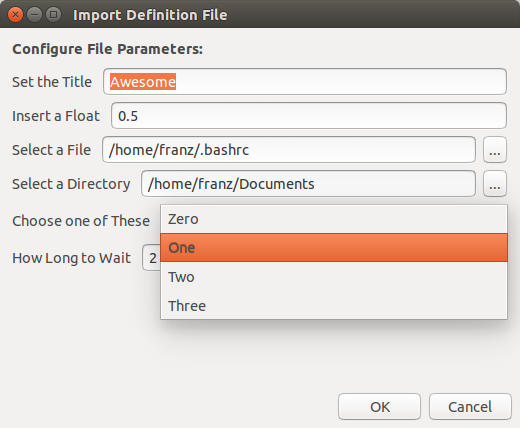 Import Definition File
Configure File Parameters:
Set the Title Awesome
Insert a Float 0.5
Select a File /home/franz/.bashrc ...
Select a Directory /home/franz/Documents ...
Choose one of These Zero
One
How Long to Wait 2
Two
Three
OK Cancel